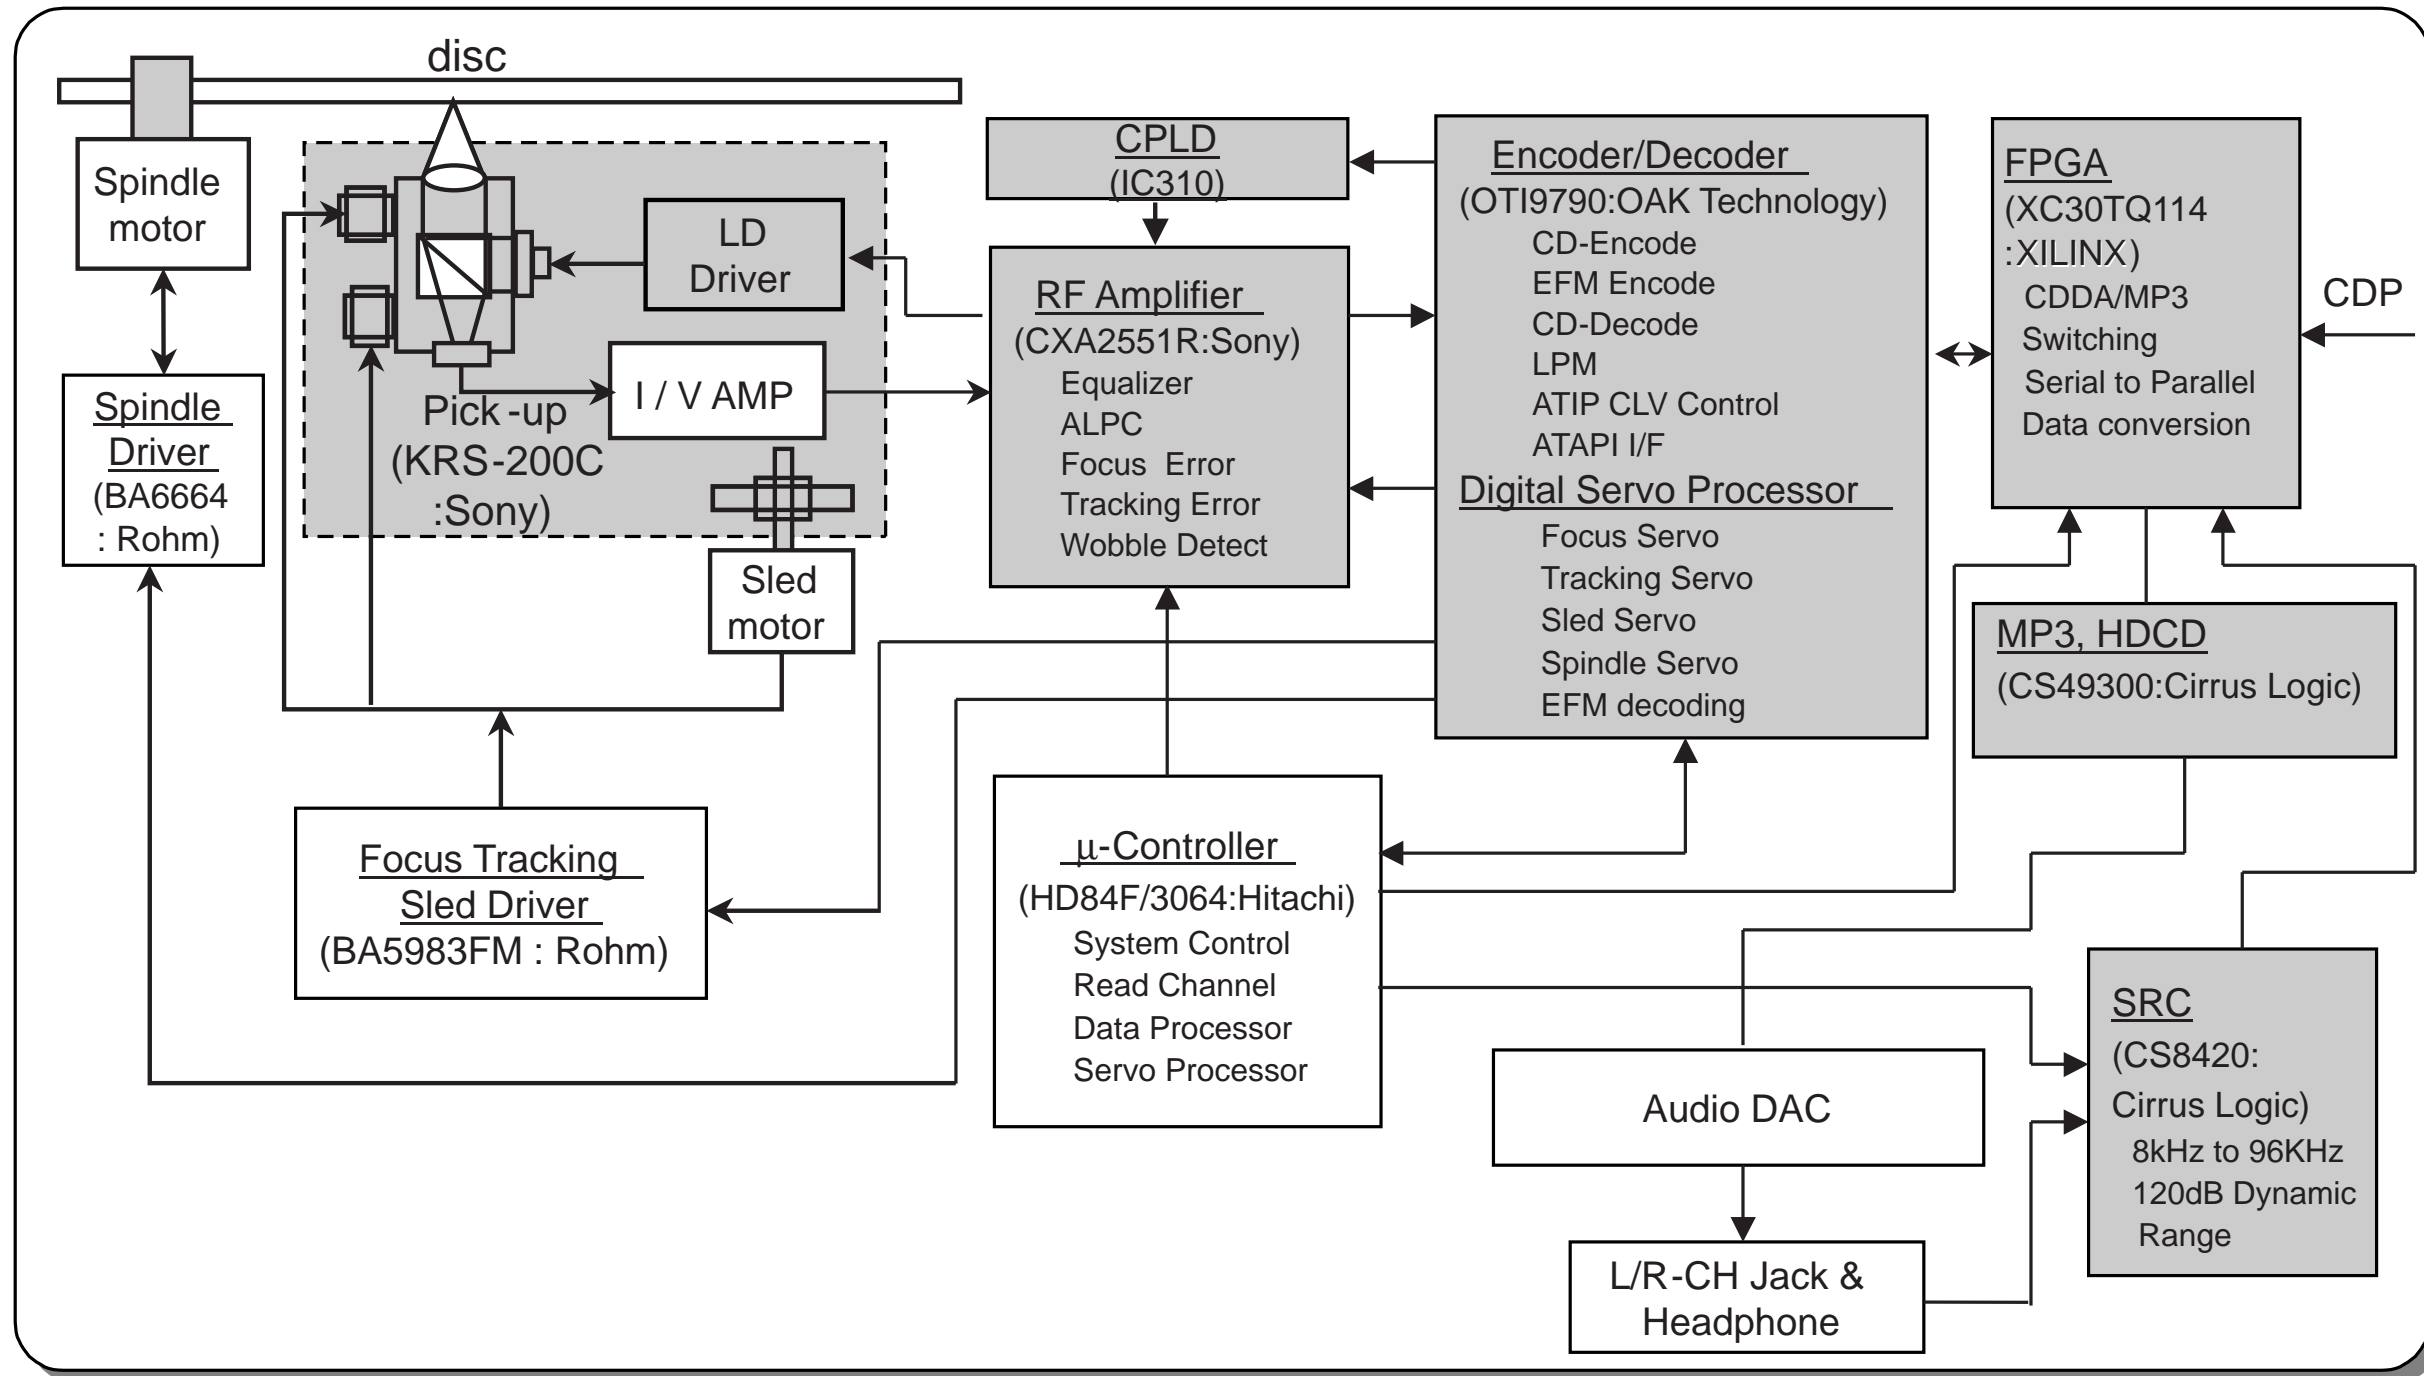 disc
Spindle
motor
Spindle
Driver
(BA6664
: Rohm)
LD
Driver
I / V AMP
Pick -up
(KRS-200C
:Sony)
Sled
motor
Focus Tracking
Sled Driver
(BA5983FM : Rohm)
CPLD
(IC310)
RF Amplifier
(CXA2551R:Sony)
Equalizer
ALPC
Focus Error
Tracking Error
Wobble Detect
μ-Controller
(HD84F/3064:Hitachi)
System Control
Read Channel
Data Processor
Servo Processor
Encoder/Decoder
(OTI9790:OAK Technology)
CD-Encode
EFM Encode
CD-Decode
LPM
ATIP CLV Control
ATAPI I/F
Digital Servo Processor
Focus Servo
Tracking Servo
Sled Servo
Spindle Servo
EFM decoding
FPGA
(XC30TQ114
:XILINX)
CDDA/MP3
Switching
Serial to Parallel
Data conversion
CDP
MP3, HDCD
(CS49300:Cirrus Logic)
Audio DAC
L/R-CH Jack &
Headphone
SRC
(CS8420:
Cirrus Logic)
8kHz to 96KHz
120dB Dynamic
Range